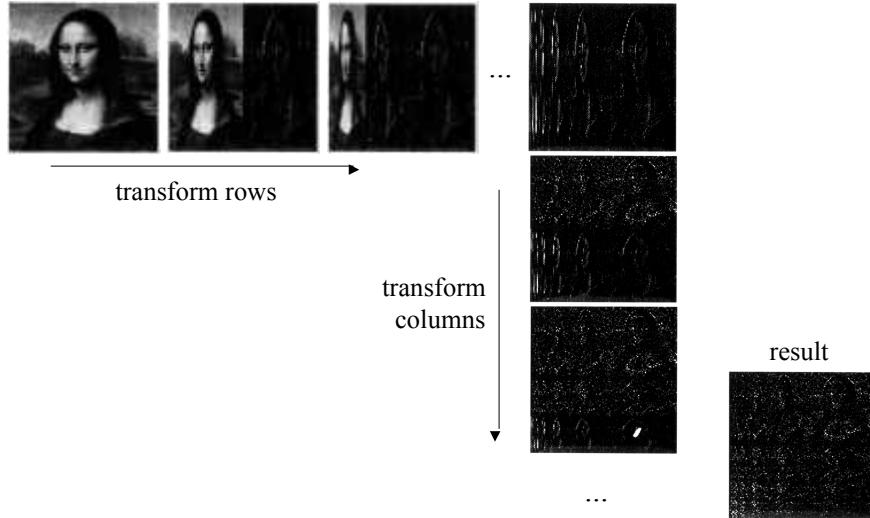 ...
transform rows
transform
columns
result
...